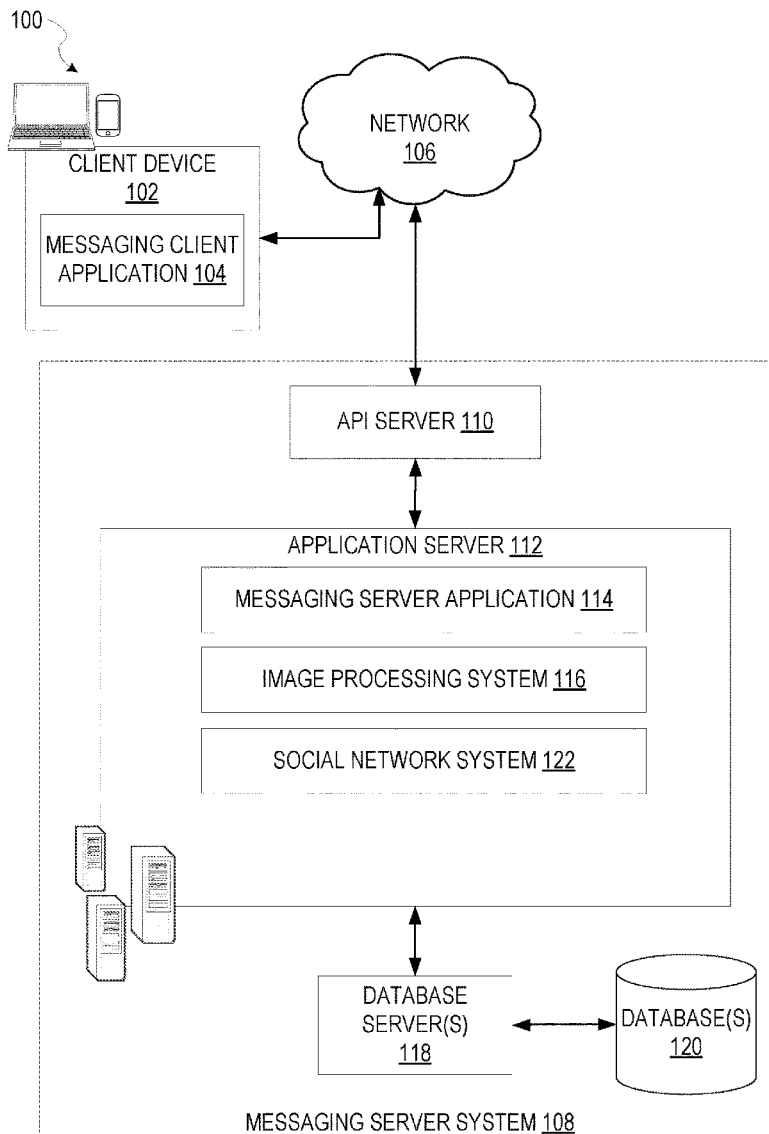 100
NETWORK
106
CLIENT DEVICE
102
MESSAGING CLIENT
APPLICATION 104
API SERVER 110
APPLICATION SERVER 112
MESSAGING SERVER APPLICATION 114
IMAGE PROCESSING SYSTEM 116
SOCIAL NETWORK SYSTEM 122
DATABASE
SERVER(S)
118
DATABASE(S)
120
MESSAGING SERVER SYSTEM 108